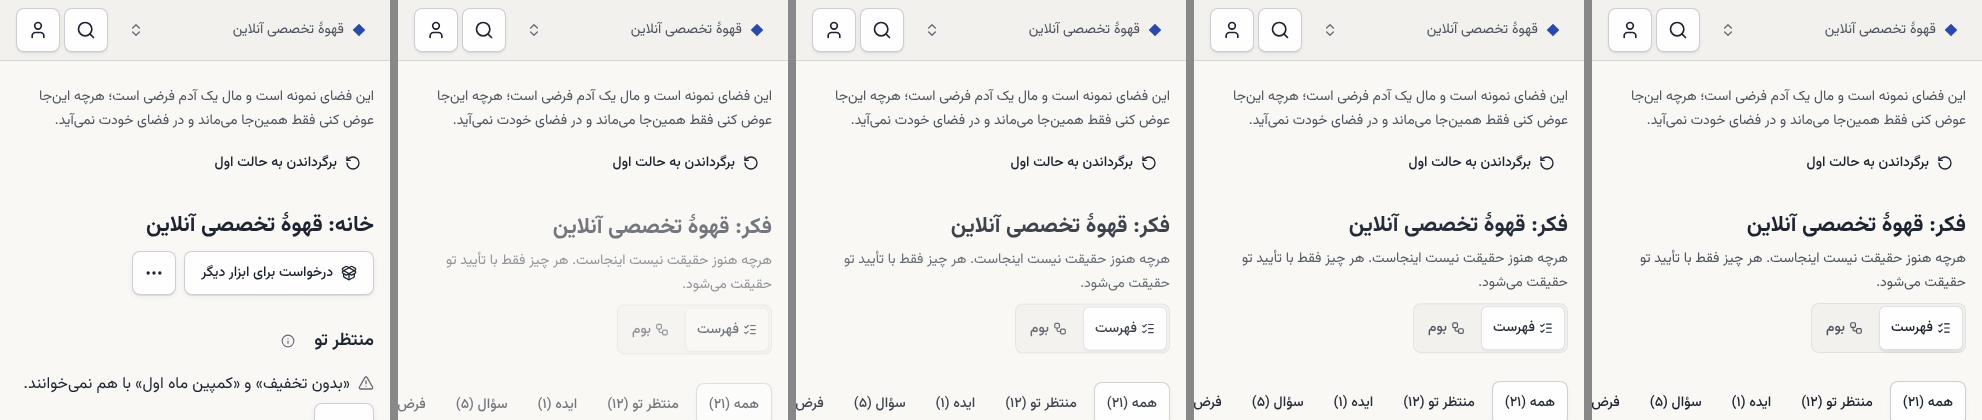 قهوهٔ تخصصی آنلاین
این فضای نمونه است و مال یک آدم فرضی است؛ هرچه این‌جا
عوض کنی فقط همین‌جا می‌ماند و در فضای خودت نمی‌آید.
برگرداندن به حالت اول
خانه: قهوهٔ تخصصی آنلاین
درخواست برای ابزار دیگر
منتظر تو
«بدون تخفیف» و «کمپین ماه اول» با هم نمی‌خوانند.
قهوهٔ تخصصی آنلاین
این فضای نمونه است و مال یک آدم فرضی است؛ هرچه این‌جا
عوض کنی فقط همین‌جا می‌ماند و در فضای خودت نمی‌آید.
برگرداندن به حالت اول
فکر: قهوهٔ تخصصی آنلاین
هرچه هنوز حقیقت نیست اینجاست. هر چیز فقط با تأیید تو
حقیقت می‌شود.
فهرست بوم
همه (۲۱) منتظر تو (۱۲) ایده (۱) سؤال (۵) فرض
قهوهٔ تخصصی آنلاین
این فضای نمونه است و مال یک آدم فرضی است؛ هرچه این‌جا
عوض کنی فقط همین‌جا می‌ماند و در فضای خودت نمی‌آید.
برگرداندن به حالت اول
فکر: قهوهٔ تخصصی آنلاین
هرچه هنوز حقیقت نیست اینجاست. هر چیز فقط با تأیید تو
حقیقت می‌شود.
فهرست بوم
همه (۲۱) منتظر تو (۱۲) ایده (۱) سؤال (۵) فرض
قهوهٔ تخصصی آنلاین
این فضای نمونه است و مال یک آدم فرضی است؛ هرچه این‌جا
عوض کنی فقط همین‌جا می‌ماند و در فضای خودت نمی‌آید.
برگرداندن به حالت اول
فکر: قهوهٔ تخصصی آنلاین
هرچه هنوز حقیقت نیست اینجاست. هر چیز فقط با تأیید تو
حقیقت می‌شود.
فهرست بوم
همه (۲۱) منتظر تو (۱۲) ایده (۱) سؤال (۵) فرض
قهوهٔ تخصصی آنلاین
این فضای نمونه است و مال یک آدم فرضی است؛ هرچه این‌جا
عوض کنی فقط همین‌جا می‌ماند و در فضای خودت نمی‌آید.
برگرداندن به حالت اول
فکر: قهوهٔ تخصصی آنلاین
هرچه هنوز حقیقت نیست اینجاست. هر چیز فقط با تأیید تو
حقیقت می‌شود.
فهرست بوم
همه (۲۱) منتظر تو (۱۲) ایده (۱) سؤال (۵) فرض